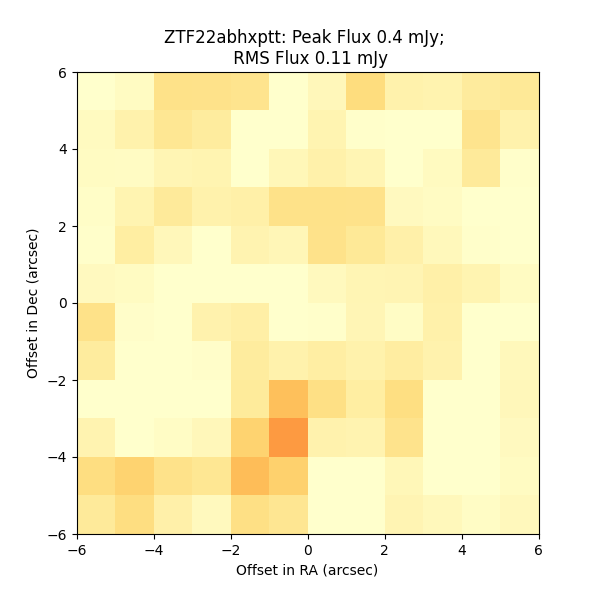 ZTF22abhxptt: Peak Flux 0.4 mJy;
RMS Flux 0.11 mJy
6
4
2
0
−2
−4
−6
Offset in Dec (arcsec)
−6 −4 −2 0 2 4 6
Offset in RA (arcsec)